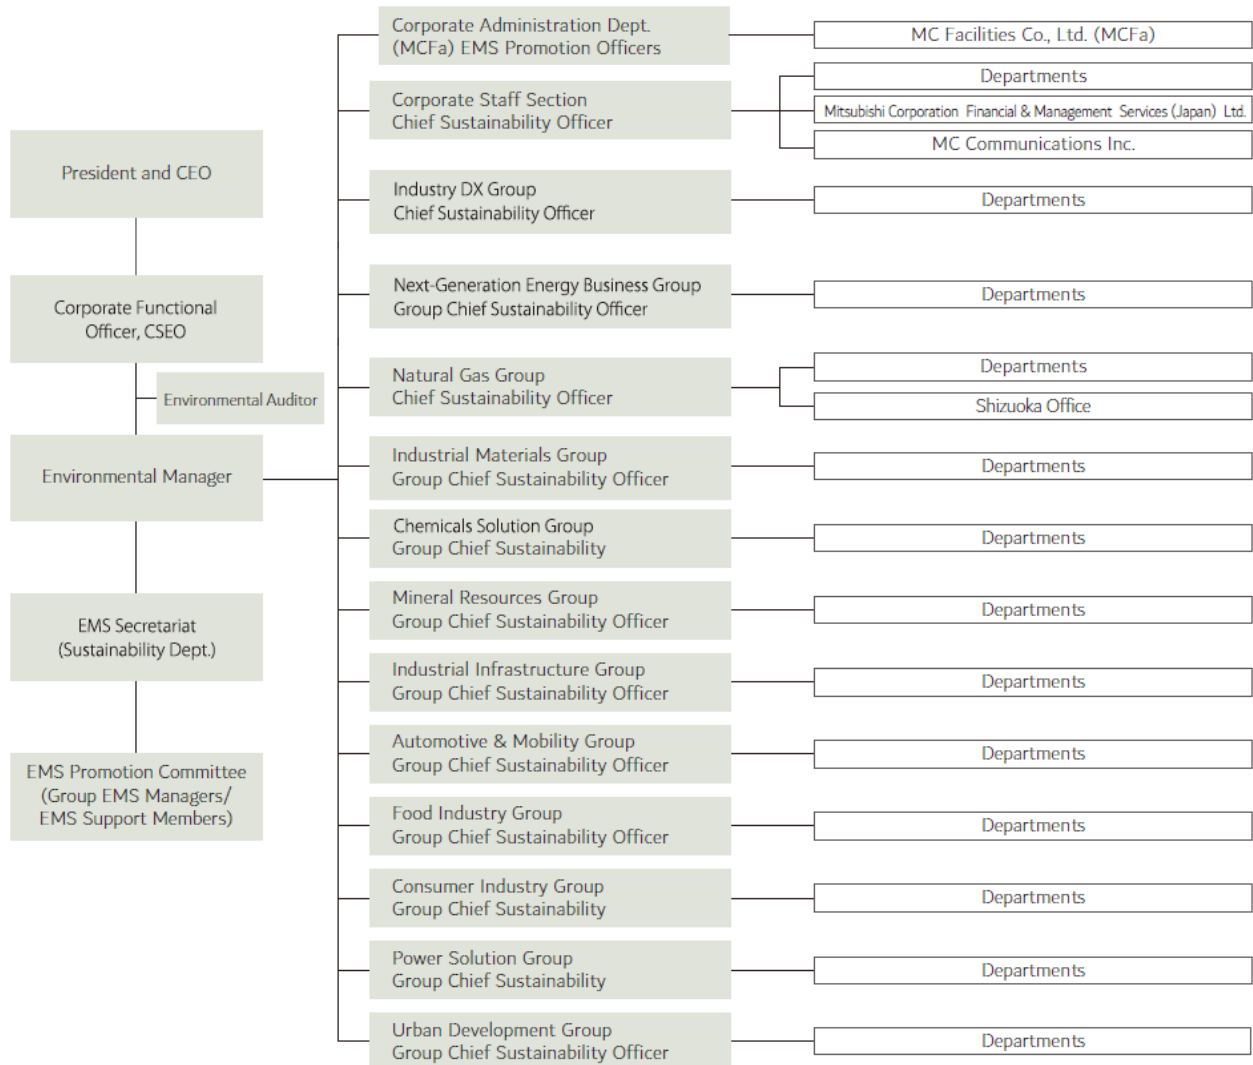 President and CEO
Corporate Functional
Officer, CSEO
Environmental Auditor
Environmental Manager
EMS Secretariat
(Sustainability Dept.)
EMS Promotion Committee
(Group EMS Managers/
EMS Support Members)
Corporate Administration Dept.
(MCFa) EMS Promotion Officers
MC Facilities Co., Ltd. (MCFa)
Corporate Staff Section
Chief Sustainability Officer
Departments
Mitsubishi Corporation Financial & Management Services (Japan) Ltd.
MC Communications Inc.
Industry DX Group
Chief Sustainability Officer
Departments
Next-Generation Energy Business Group
Group Chief Sustainability Officer
Departments
Natural Gas Group
Chief Sustainability Officer
Departments
Shizuoka Office
Industrial Materials Group
Group Chief Sustainability Officer
Departments
Chemicals Solution Group
Group Chief Sustainability
Departments
Mineral Resources Group
Group Chief Sustainability Officer
Departments
Industrial Infrastructure Group
Group Chief Sustainability Officer
Departments
Automotive & Mobility Group
Group Chief Sustainability Officer
Departments
Food Industry Group
Group Chief Sustainability Officer
Departments
Consumer Industry Group
Group Chief Sustainability
Departments
Power Solution Group
Group Chief Sustainability
Departments
Urban Development Group
Group Chief Sustainability Officer
Departments